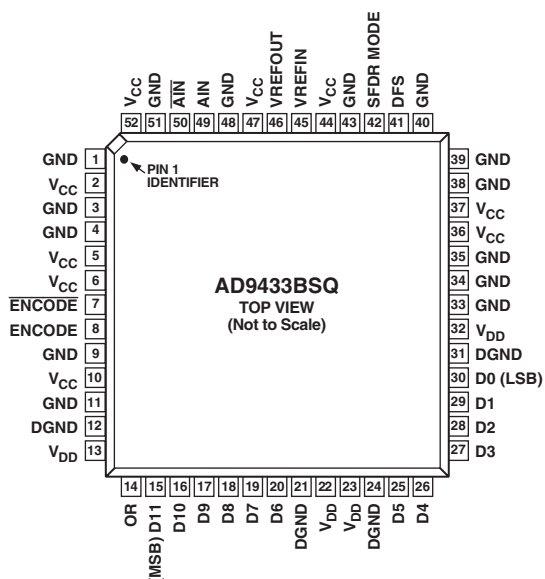 VCC
GND
A̅I̅N̅
AIN
GND
VCC
VREFOUT
VREFIN
VCC
GND
SFDR MODE
DFS
GND
52 51 50 49 48 47 46 45 44 43 42 41 40
GND 1
VCC 2
GND 3
GND 4
VCC 5
VCC 6
E̅N̅C̅O̅D̅E̅ 7
ENCODE 8
GND 9
VCC 10
GND 11
DGND 12
VDD 13
PIN 1
IDENTIFIER
AD9433BSQ
TOP VIEW
(Not to Scale)
39 GND
38 GND
37 VCC
36 VCC
35 GND
34 GND
33 GND
32 VDD
31 DGND
30 D0 (LSB)
29 D1
28 D2
27 D3
14 15 16 17 18 19 20 21 22 23 24 25 26
OR
(MSB) D11
D10
D9
D8
D7
D6
DGND
VDD
VDD
DGND
D5
D4